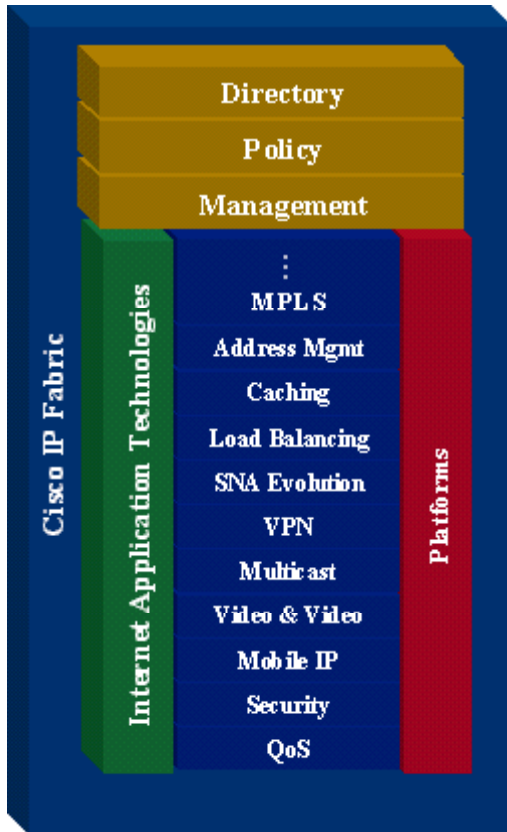 Directory
Policy
Management
Cisco IP Fabric
Internet Application Technologies
⋮
MPLS
Address Mgmt
Caching
Load Balancing
SNA Evolution
VPN
Multicast
Video & Video
Mobile IP
Security
QoS
Platforms